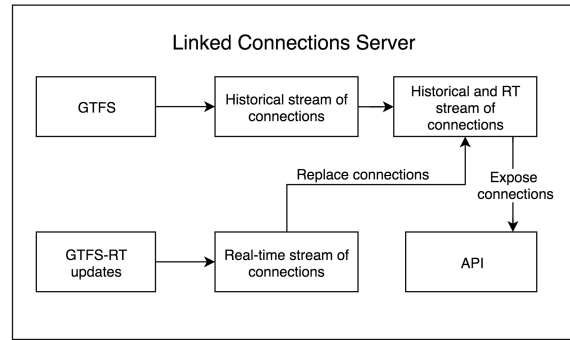 Linked Connections Server
GTFS
Historical stream of
connections
Historical and RT
stream of
connections
Replace connections
Expose
connections
GTFS-RT
updates
Real-time stream of
connections
API